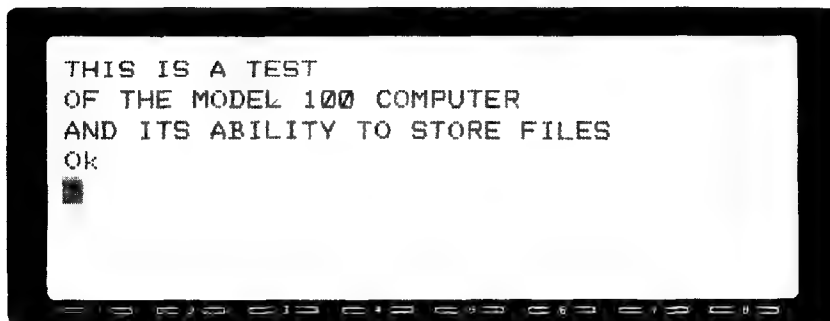 THIS IS A TEST
OF THE MODEL 100 COMPUTER
AND ITS ABILITY TO STORE FILES
Ok